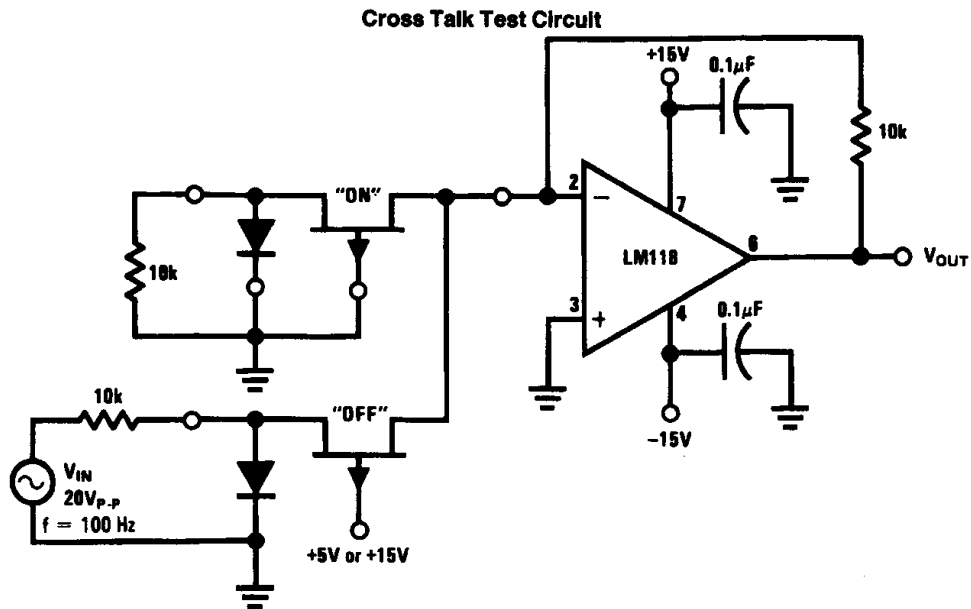 Cross Talk Test Circuit
+15V
0.1μF
10k
"ON"
2
−
7
10k
LM118
6
VOUT
3
+
4
0.1μF
−15V
10k
"OFF"
VIN
20VP-P
f = 100 Hz
+5V or +15V